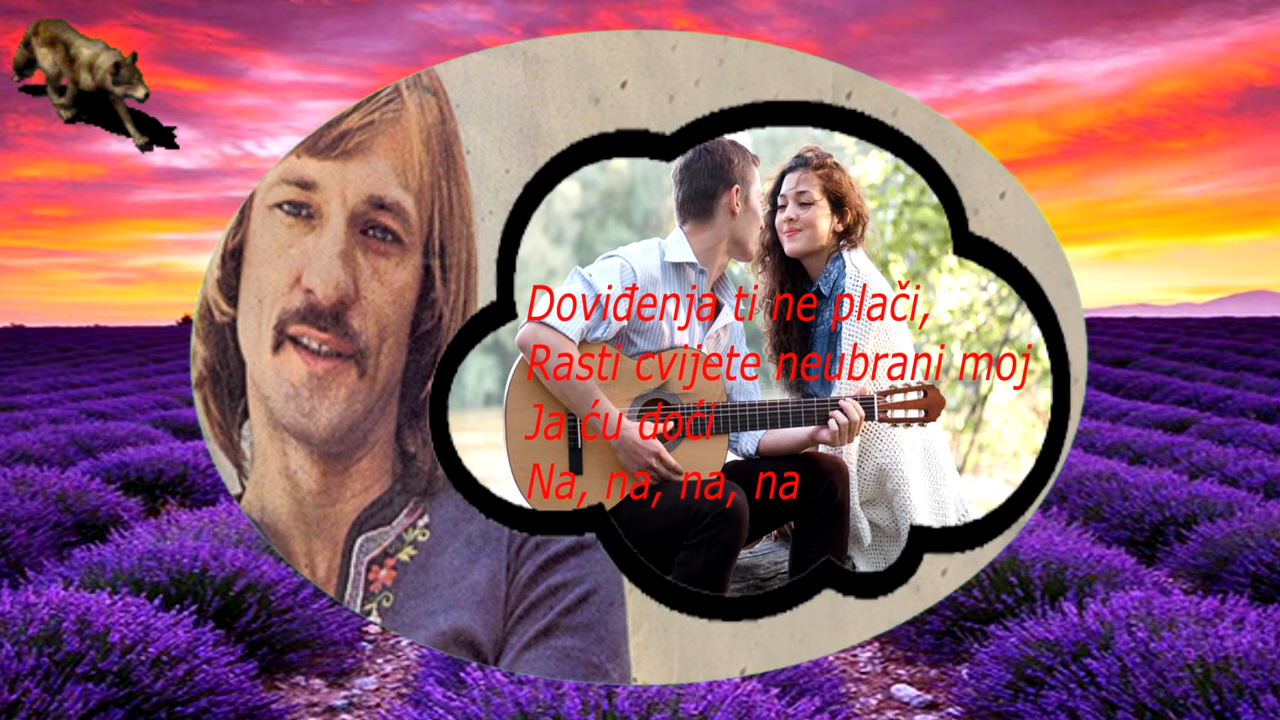 Doviđenja ti ne plači,
Rasti cvijete neubrani moj
Ja ću doći
Na, na, na, na